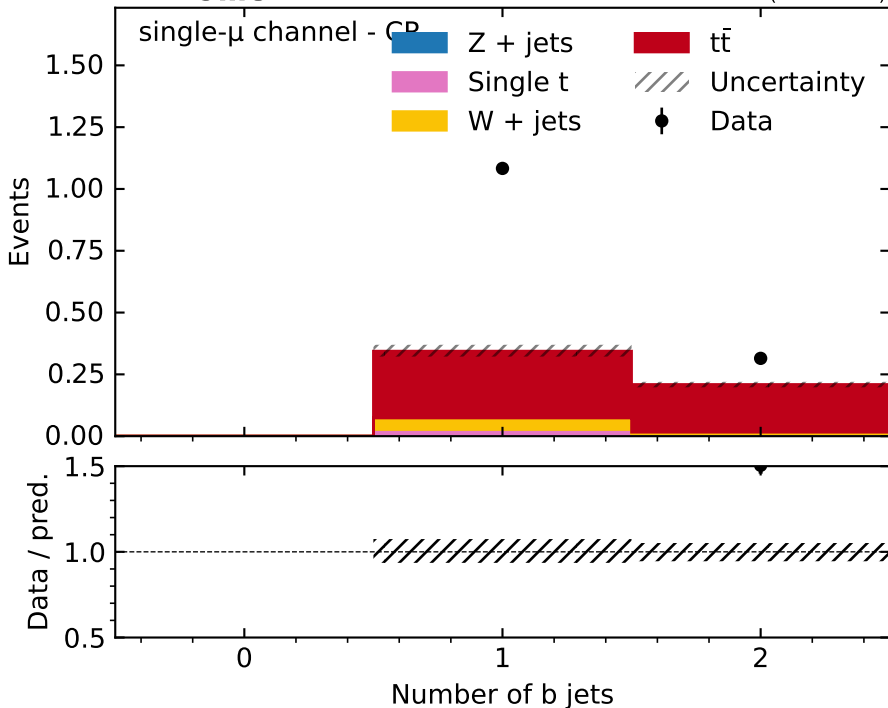 single-μ channel - CR
Z + jets
Single t
W + jets
tt̄
Uncertainty
Data
Events
1.50
1.25
1.00
0.75
0.50
0.25
0.00
Data / pred.
1.5
1.0
0.5
0 1 2
Number of b jets